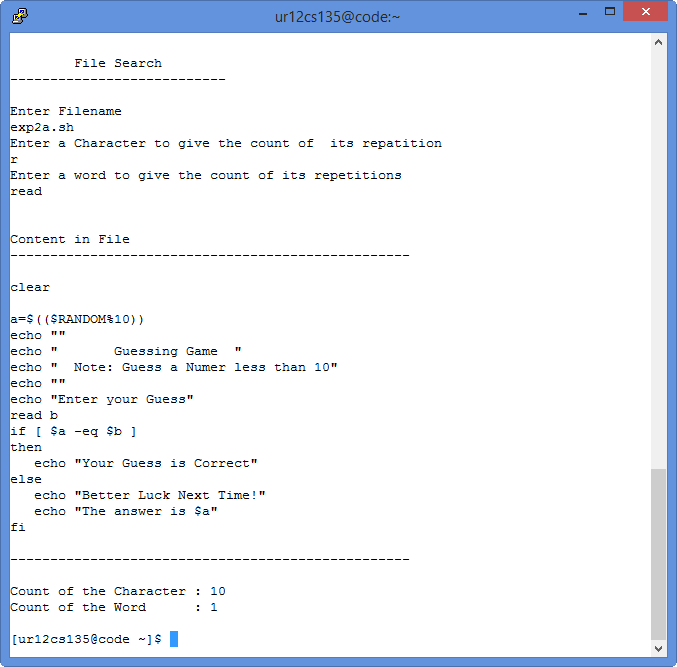 ur12cs135@code:~
File Search
---------------------------
Enter Filename
exp2a.sh
Enter a Character to give the count of  its repatition
r
Enter a word to give the count of its repetitions
read
Content in File
--------------------------------------------------
clear
a=$(($RANDOM%10))
echo ""
echo "       Guessing Game  "
echo "  Note: Guess a Numer less than 10"
echo ""
echo "Enter your Guess"
read b
if [ $a -eq $b ]
then
   echo "Your Guess is Correct"
else
   echo "Better Luck Next Time!"
   echo "The answer is $a"
fi
--------------------------------------------------
Count of the Character : 10
Count of the Word      : 1
[ur12cs135@code ~]$